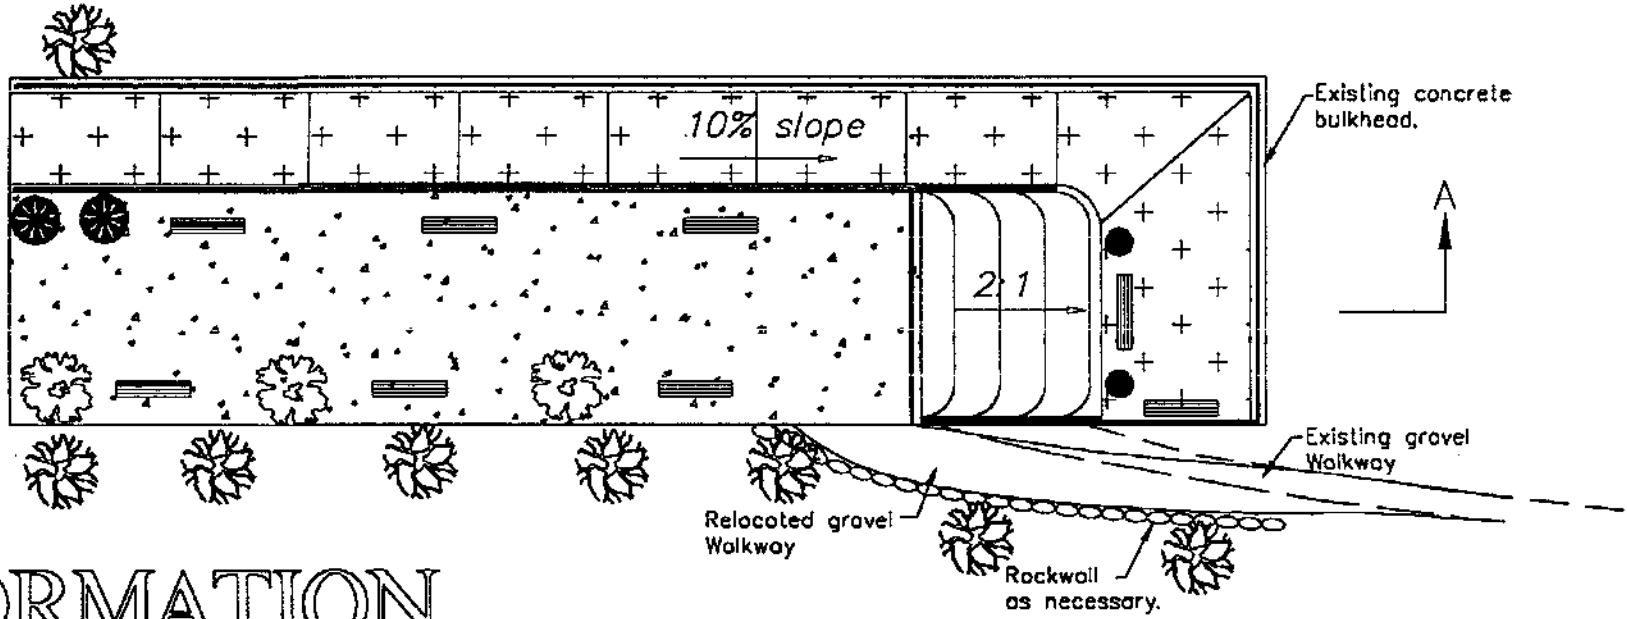 Existing concrete
bulkhead.
10% slope
A
2:1
Existing gravel
Walkway
Relocated gravel
Walkway
Rockwall
as necessary.
ORMATION